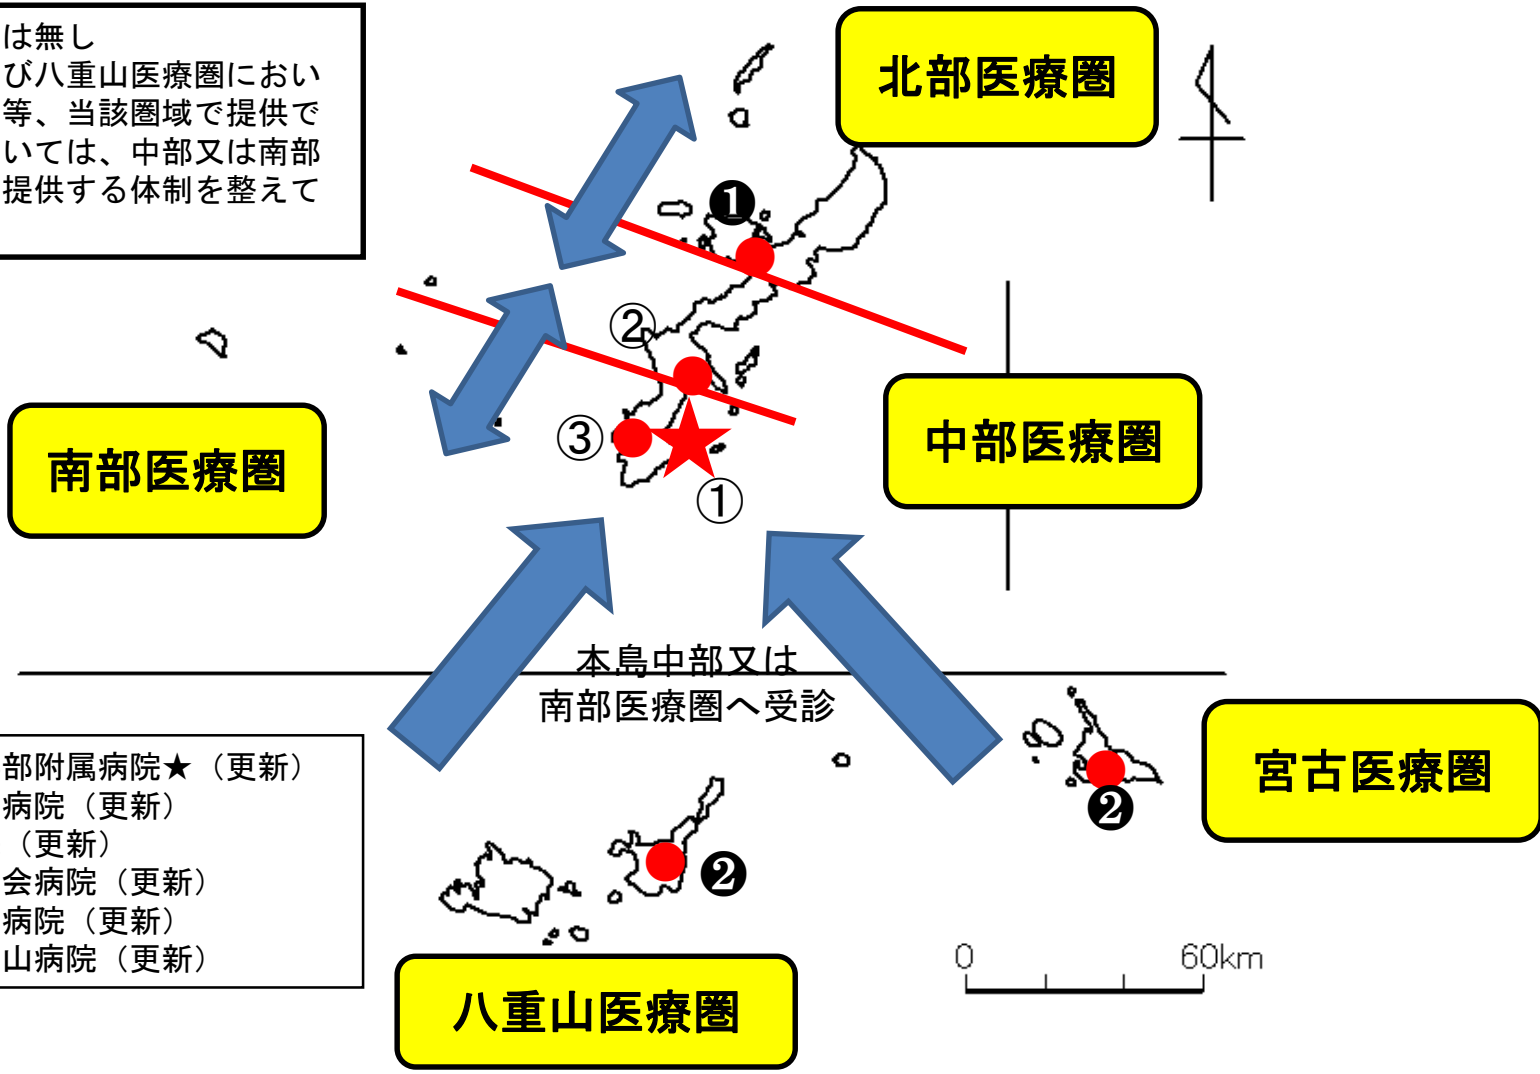 は無し
び八重山医療圏におい
等、当該圏域で提供で
いては、中部又は南部
提供する体制を整えて
北部医療圏
❶
②
③
①
南部医療圏
中部医療圏
本島中部又は
南部医療圏へ受診
宮古医療圏
❷
❷
部附属病院★（更新）
病院（更新）
（更新）
会病院（更新）
病院（更新）
山病院（更新）
八重山医療圏
0 60km